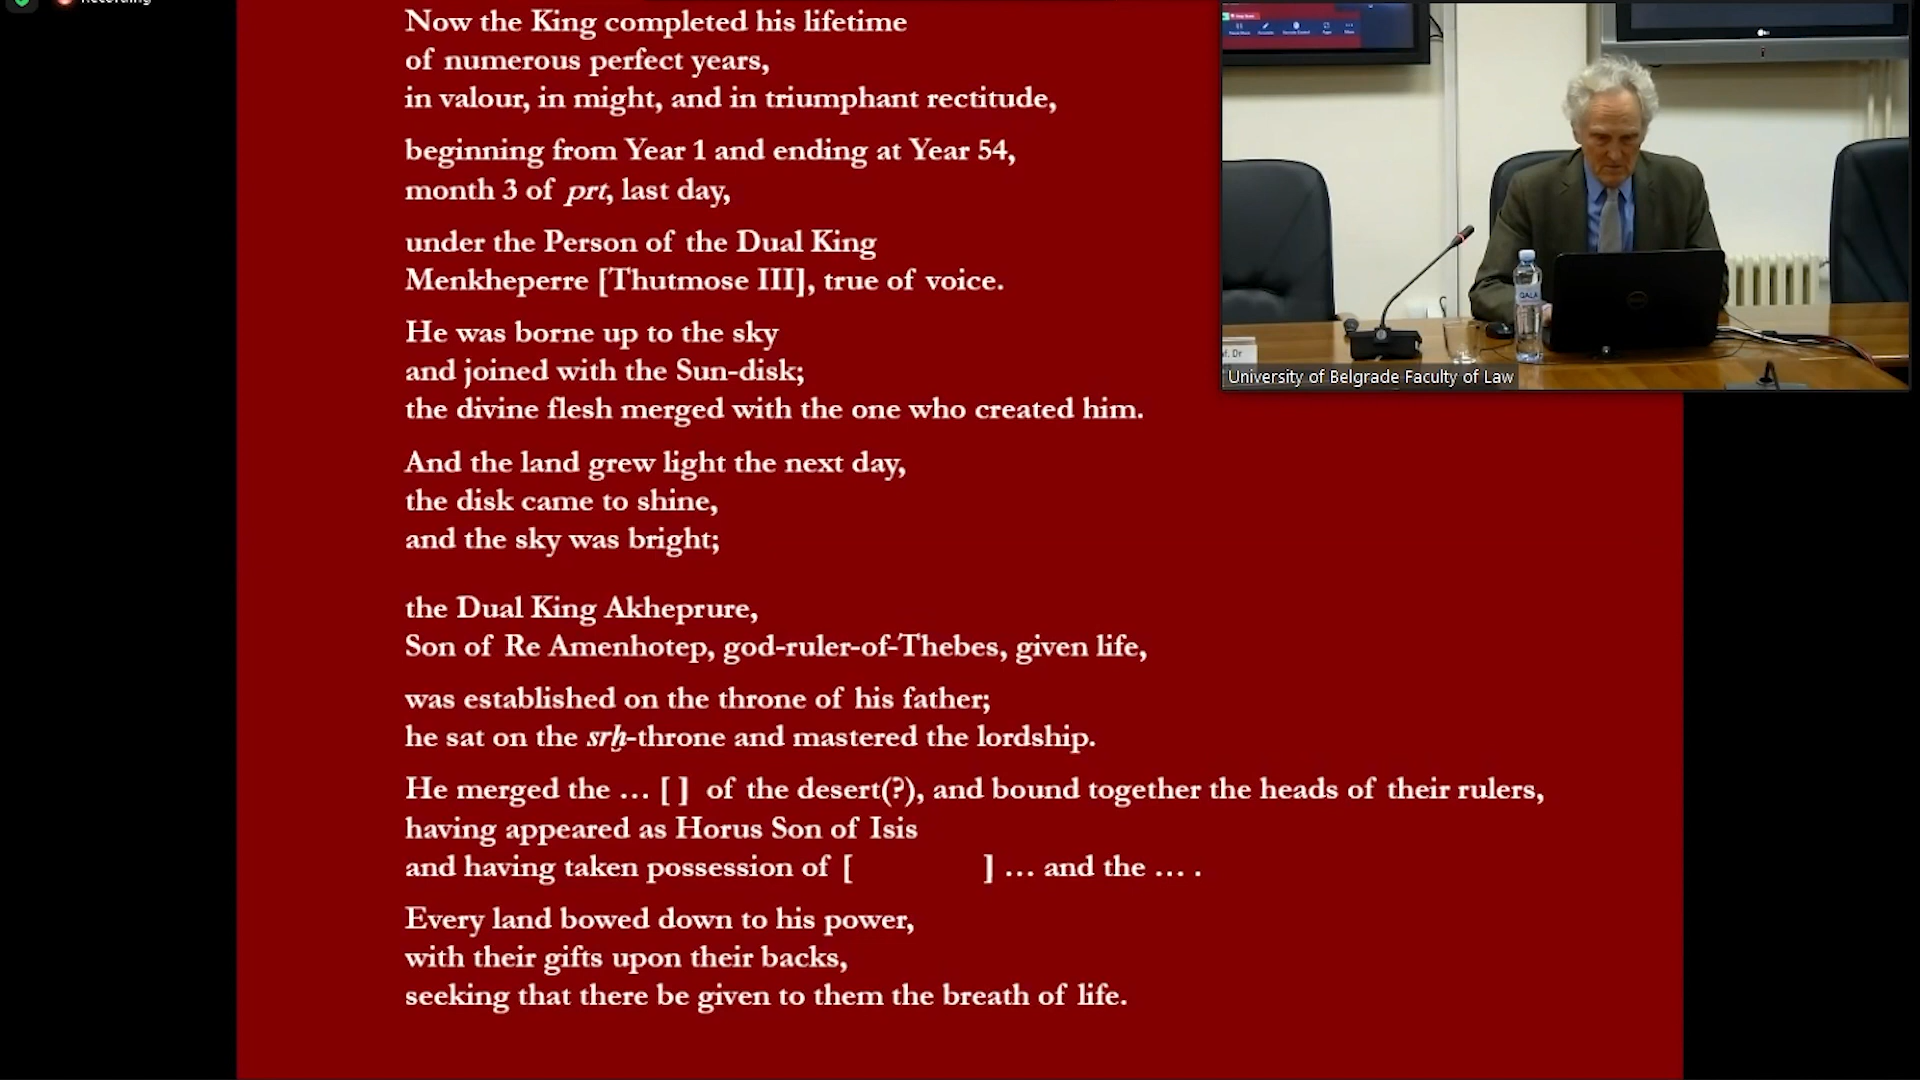 Recording
Now the King completed his lifetime
of numerous perfect years,
in valour, in might, and in triumphant rectitude,
beginning from Year 1 and ending at Year 54,
month 3 of prt, last day,
under the Person of the Dual King
Menkheperre [Thutmose III], true of voice.
He was borne up to the sky
and joined with the Sun-disk;
the divine flesh merged with the one who created him.
And the land grew light the next day,
the disk came to shine,
and the sky was bright;
the Dual King Akheprure,
Son of Re Amenhotep, god-ruler-of-Thebes, given life,
was established on the throne of his father;
he sat on the srḫ-throne and mastered the lordship.
He merged the … [ ] of the desert(?), and bound together the heads of their rulers,
having appeared as Horus Son of Isis
and having taken possession of [ ] … and the … .
Every land bowed down to his power,
with their gifts upon their backs,
seeking that there be given to them the breath of life.
Dr
University of Belgrade Faculty of Law